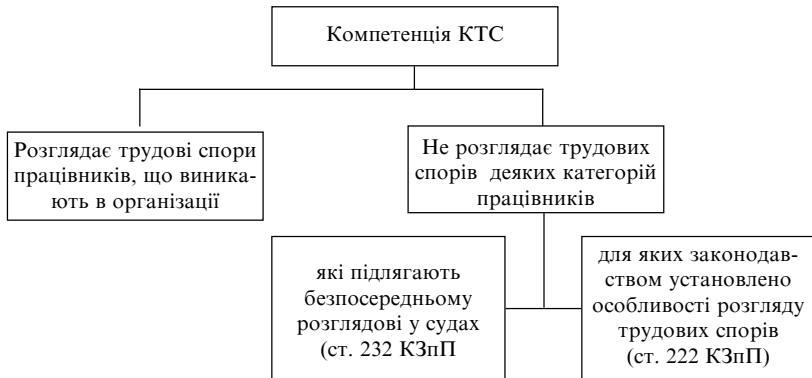 Компетенція КТС
Розглядає трудові спори
працівників, що виника-
ють в організації
Не розглядає трудових
спорів деяких категорій
працівників
які підлягають
безпосередньому
розглядові у судах
(ст. 232 КЗпП
для яких законодав-
ством установлено
особливості розгляду
трудових спорів
(ст. 222 КЗпП)